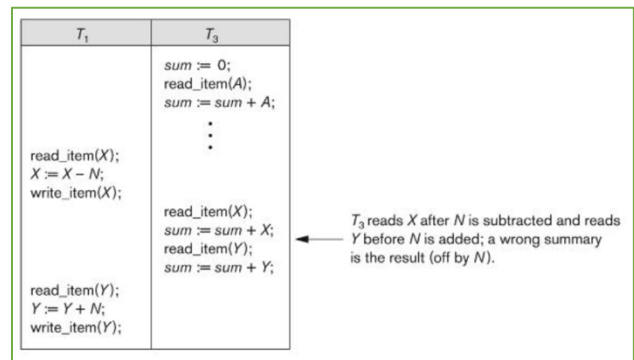 T₁ T₃
sum := 0;
read_item(A);
sum := sum + A;
read_item(X);
X := X – N;
write_item(X);
read_item(X);
sum := sum + X;
read_item(Y);
sum := sum + Y;
T₃ reads X after N is subtracted and reads
Y before N is added; a wrong summary
is the result (off by N).
read_item(Y);
Y := Y + N;
write_item(Y);